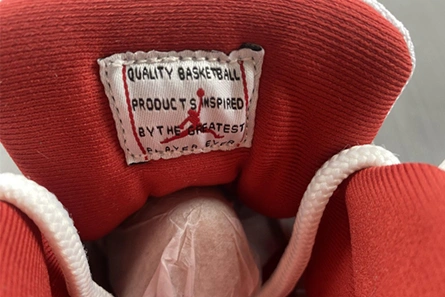 QUALITY BASKETBALL
PRODUCTS INSPIRED
BY THE GREATEST
PLAYER EVER